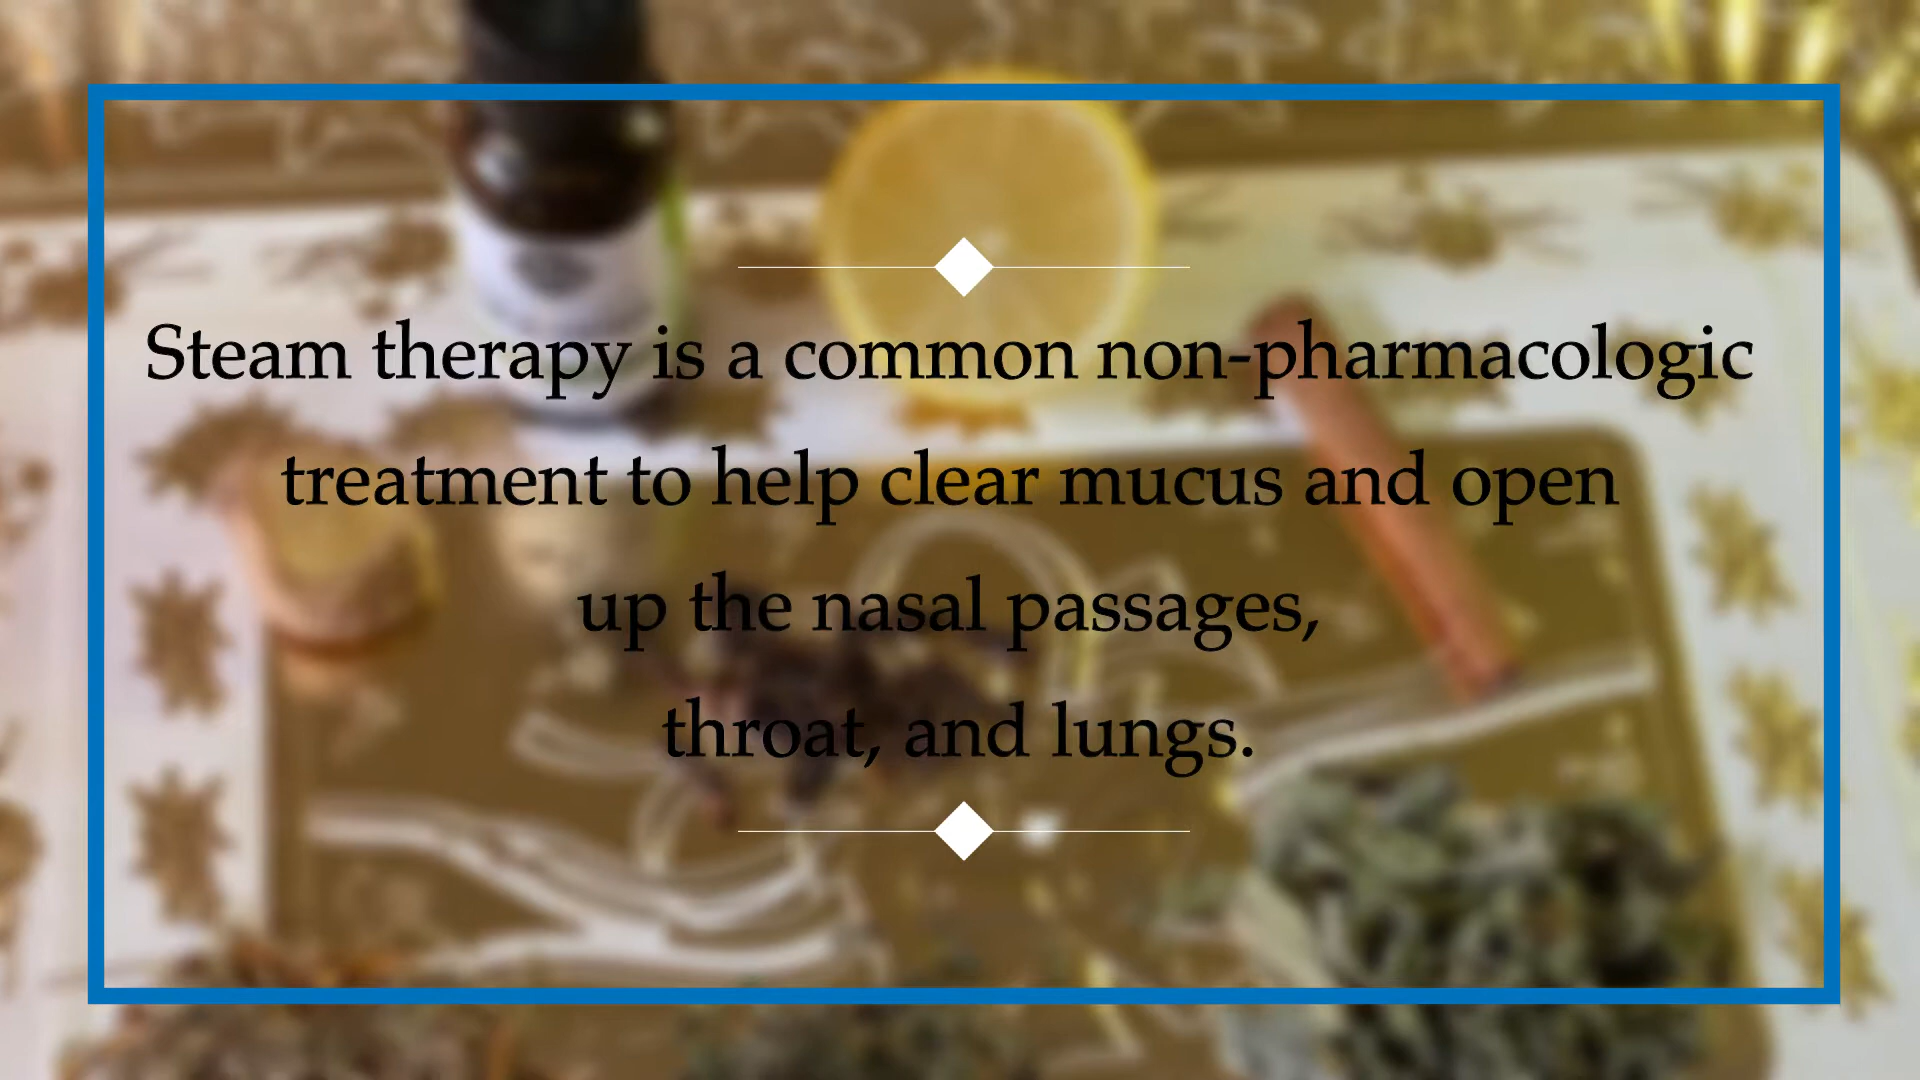 Steam therapy is a common non-pharmacologic
treatment to help clear mucus and open
up the nasal passages,
throat, and lungs.